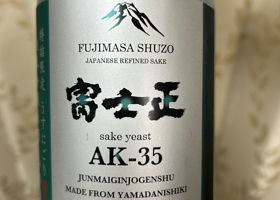 FUJIMASA SHUZO
JAPANESE REFINED SAKE
富士正
sake yeast
AK-35
JUNMAIGINJOGENSHU
MADE FROM YAMADANISHIKI